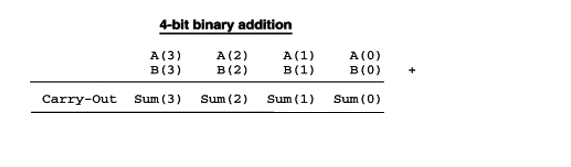 4-bit binary addition
A(3) A(2) A(1) A(0)
B(3) B(2) B(1) B(0) +
Carry-Out Sum(3) Sum(2) Sum(1) Sum(0)